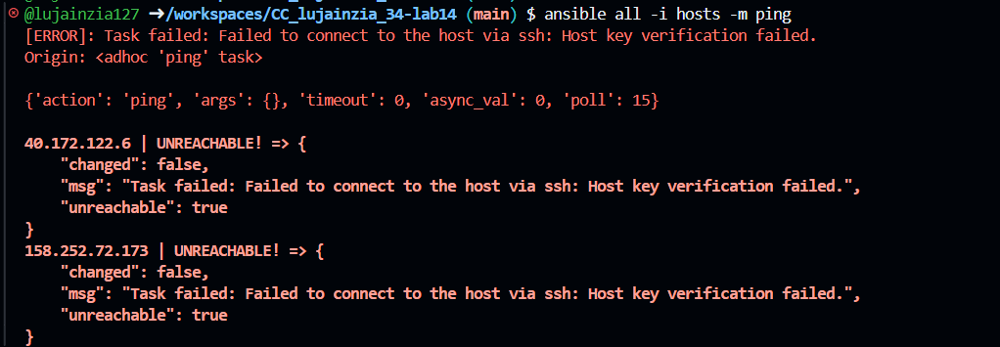 @lujainzia127 ➜/workspaces/CC_lujainzia_34-lab14 (main) $ ansible all -i hosts -m ping
[ERROR]: Task failed: Failed to connect to the host via ssh: Host key verification failed.
Origin: <adhoc 'ping' task>

{'action': 'ping', 'args': {}, 'timeout': 0, 'async_val': 0, 'poll': 15}

40.172.122.6 | UNREACHABLE! => {
    "changed": false,
    "msg": "Task failed: Failed to connect to the host via ssh: Host key verification failed.",
    "unreachable": true
}
158.252.72.173 | UNREACHABLE! => {
    "changed": false,
    "msg": "Task failed: Failed to connect to the host via ssh: Host key verification failed.",
    "unreachable": true
}